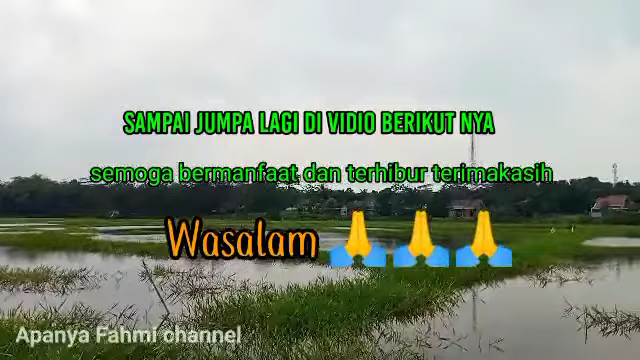 SAMPAI JUMPA LAGI DI VIDIO BERIKUT NYA
semoga bermanfaat dan terhibur terimakasih
Wasalam 🙏🙏🙏
Apanya Fahmi channel